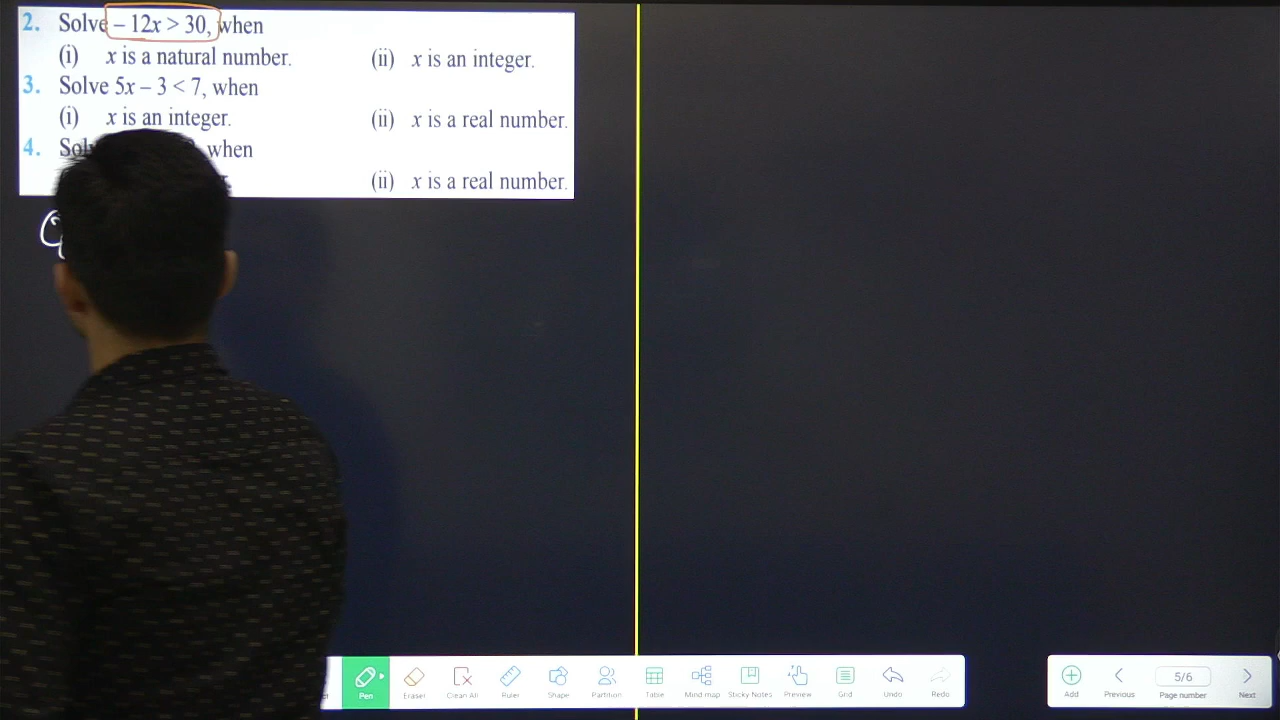 2. Solve – 12x > 30, when
(i) x is a natural number. (ii) x is an integer.
3. Solve 5x – 3 < 7, when
(i) x is an integer. (ii) x is a real number.
4. when
(ii) x is a real number.
Pen Eraser Clean All Ruler Shape Partition Table Mind map Sticky Notes Preview Grid Undo Redo
Add Previous 5/6 Page number Next